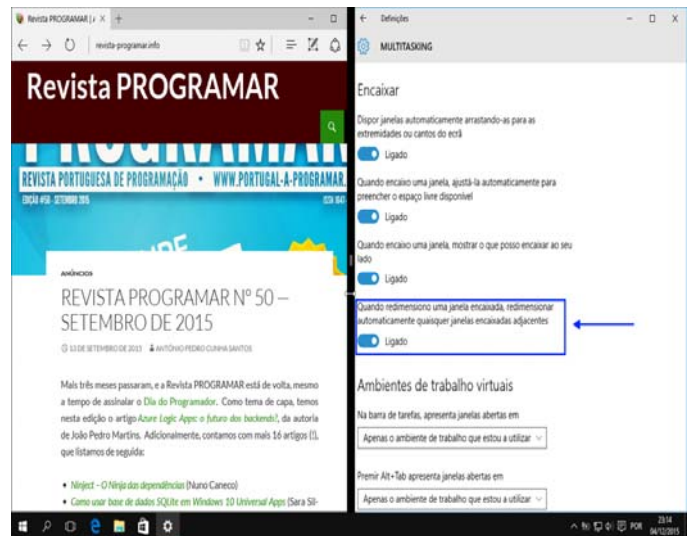 Revista PROGRAMAR | A
revista-programar.info
Revista PROGRAMAR
REVISTA PORTUGUESA DE PROGRAMAÇÃO • WWW.PORTUGAL-A-PROGRAMAR.
EDIÇÃO #50 - SETEMBRO 2015
ANÚNCIOS
REVISTA PROGRAMAR Nº 50 –
SETEMBRO DE 2015
13 DE SETEMBRO DE 2015 ANTÓNIO PEDRO CUNHA SANTOS
Mais três meses passaram, e a Revista PROGRAMAR está de volta, mesmo
a tempo de assinalar o Dia do Programador. Como tema de capa, temos
nesta edição o artigo Azure Logic Apps: o futuro dos backends?, da autoria
de João Pedro Martins. Adicionalmente, contamos com mais 16 artigos (!),
que listamos de seguida:
• Ninject – O Ninja das dependências (Nuno Caneco)
• Como usar base de dados SQLite em Windows 10 Universal Apps (Sara Sil-
Definições
MULTITASKING
Encaixar
Dispor janelas automaticamente arrastando-as para as
extremidades ou cantos do ecrã
Ligado
Quando encaixo uma janela, ajustá-la automaticamente para
preencher o espaço livre disponível
Ligado
Quando encaixo uma janela, mostrar o que posso encaixar ao seu
lado
Ligado
Quando redimensiono uma janela encaixada, redimensionar
automaticamente quaisquer janelas encaixadas adjacentes
Ligado
Ambientes de trabalho virtuais
Na barra de tarefas, apresenta janelas abertas em
Apenas o ambiente de trabalho que estou a utilizar
Premir Alt+Tab apresenta janelas abertas em
Apenas o ambiente de trabalho que estou a utilizar
POR
23:14
04/12/2015